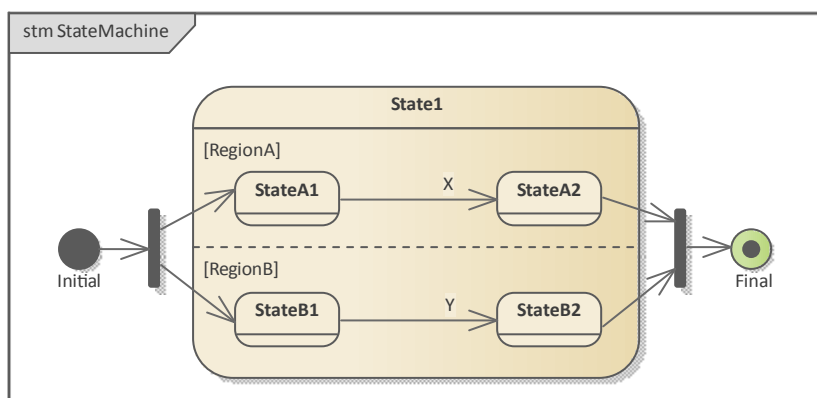 stm StateMachine
State1
[RegionA]
StateA1
X
StateA2
Initial
[RegionB]
StateB1
Y
StateB2
Final